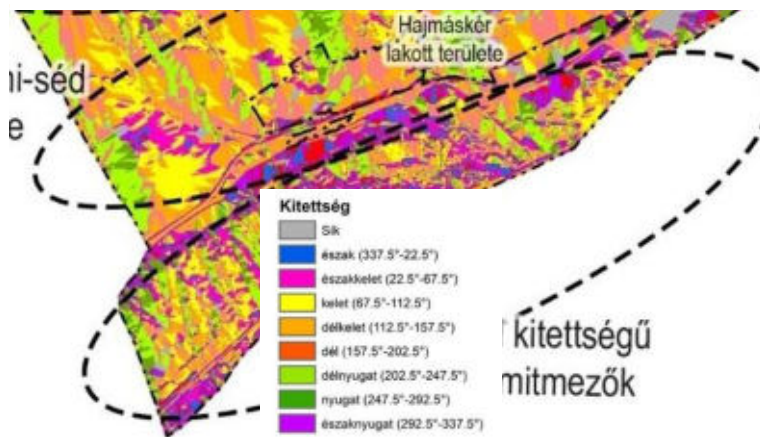 Hajmáskér
lakott területe
ni-séd
e
Kitettség
Sík
észak (337.5°-22.5°)
északkelet (22.5°-67.5°)
kelet (67.5°-112.5°)
délkelet (112.5°-157.5°)
dél (157.5°-202.5°)
délnyugat (202.5°-247.5°)
nyugat (247.5°-292.5°)
északnyugat (292.5°-337.5°)
kitettségű
mitmezők